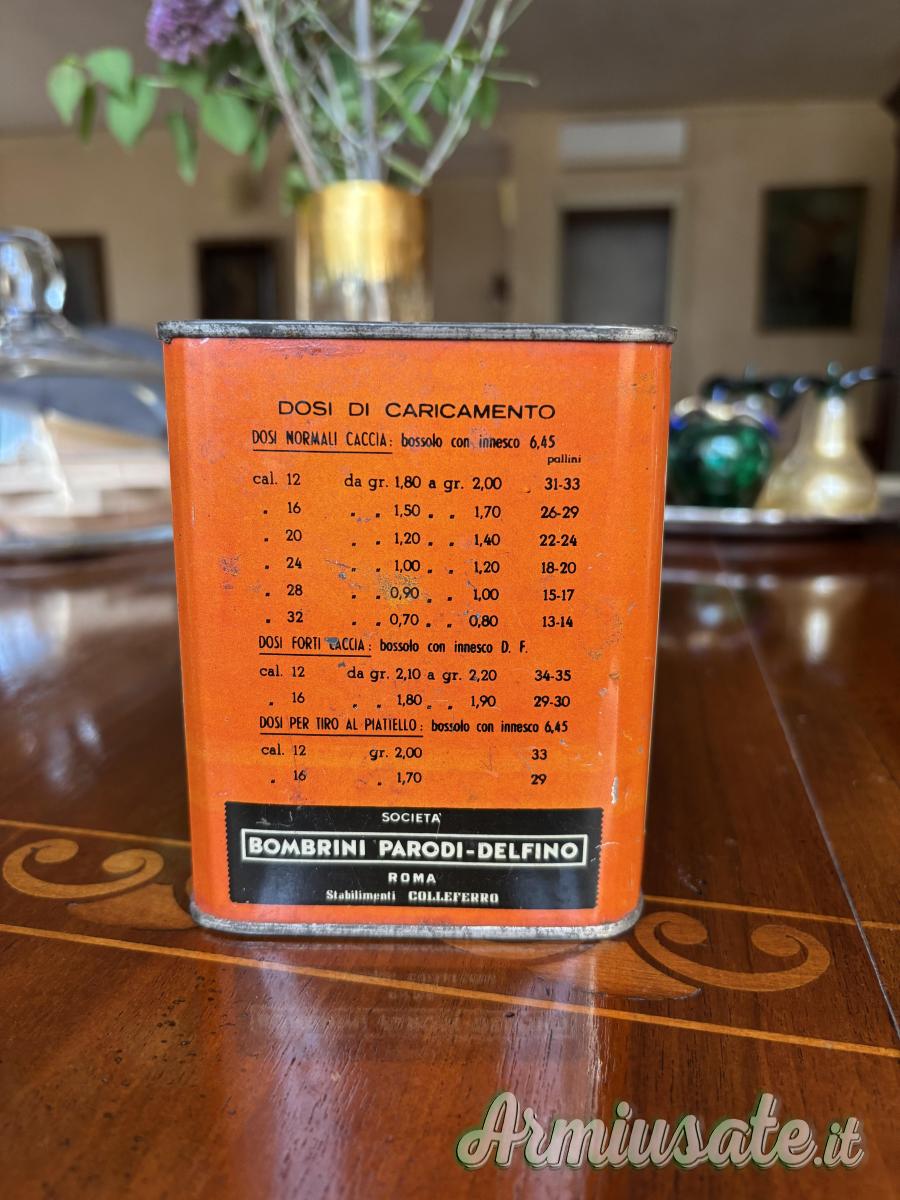 DOSI DI CARICAMENTO
DOSI NORMALI CACCIA: bossolo con innesco 6,45
pallini
cal. 12 da gr. 1,80 a gr. 2,00 31-33
„ 16 „ „ 1,50 „ „ 1,70 26-29
„ 20 „ „ 1,20 „ „ 1,40 22-24
„ 24 „ „ 1,00 „ „ 1,20 18-20
„ 28 „ „ 0,90 „ „ 1,00 15-17
„ 32 „ „ 0,70 „ „ 0,80 13-14
DOSI FORTI CACCIA: bossolo con innesco D. F.
cal. 12 da gr. 2,10 a gr. 2,20 34-35
„ 16 „ „ 1,80 „ „ 1,90 29-30
DOSI PER TIRO AL PIATIELLO: bossolo con innesco 6,45
cal. 12 gr. 2,00 33
„ 16 „ 1,70 29
SOCIETA'
BOMBRINI PARODI-DELFINO
ROMA
Stabilimenti COLLEFERRO
Armiusate.it